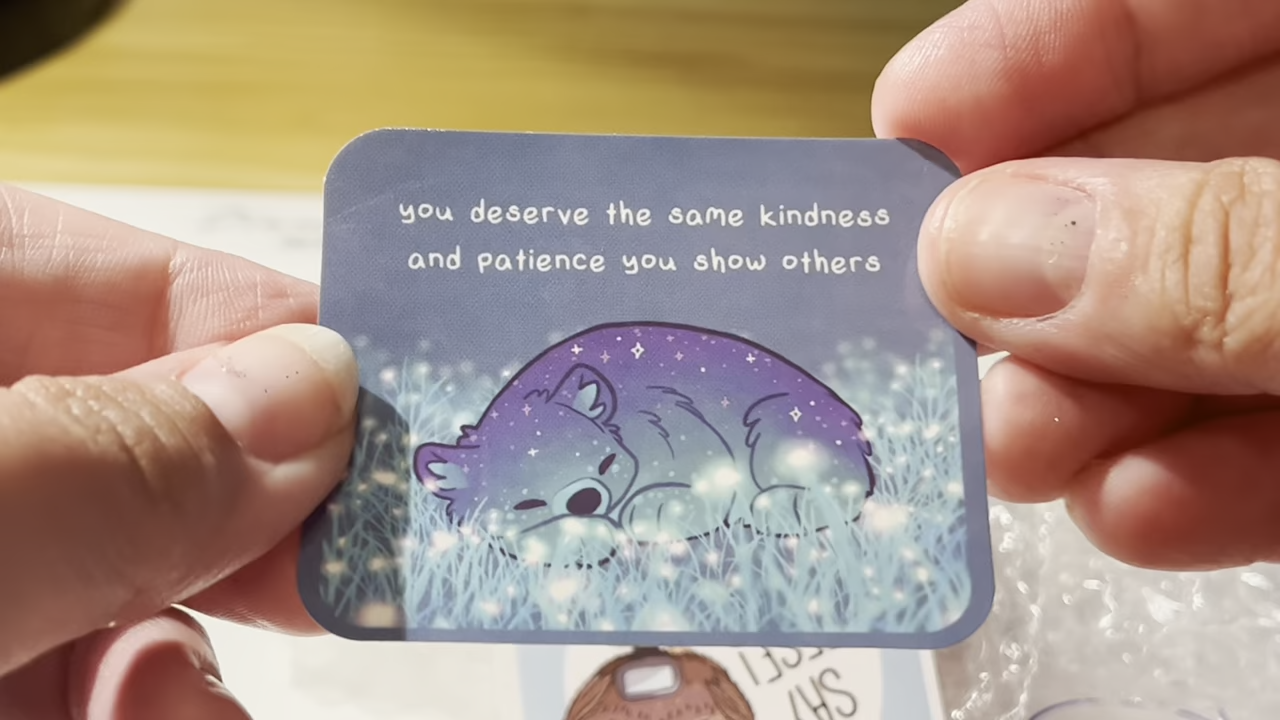 you deserve the same kindness
and patience you show others